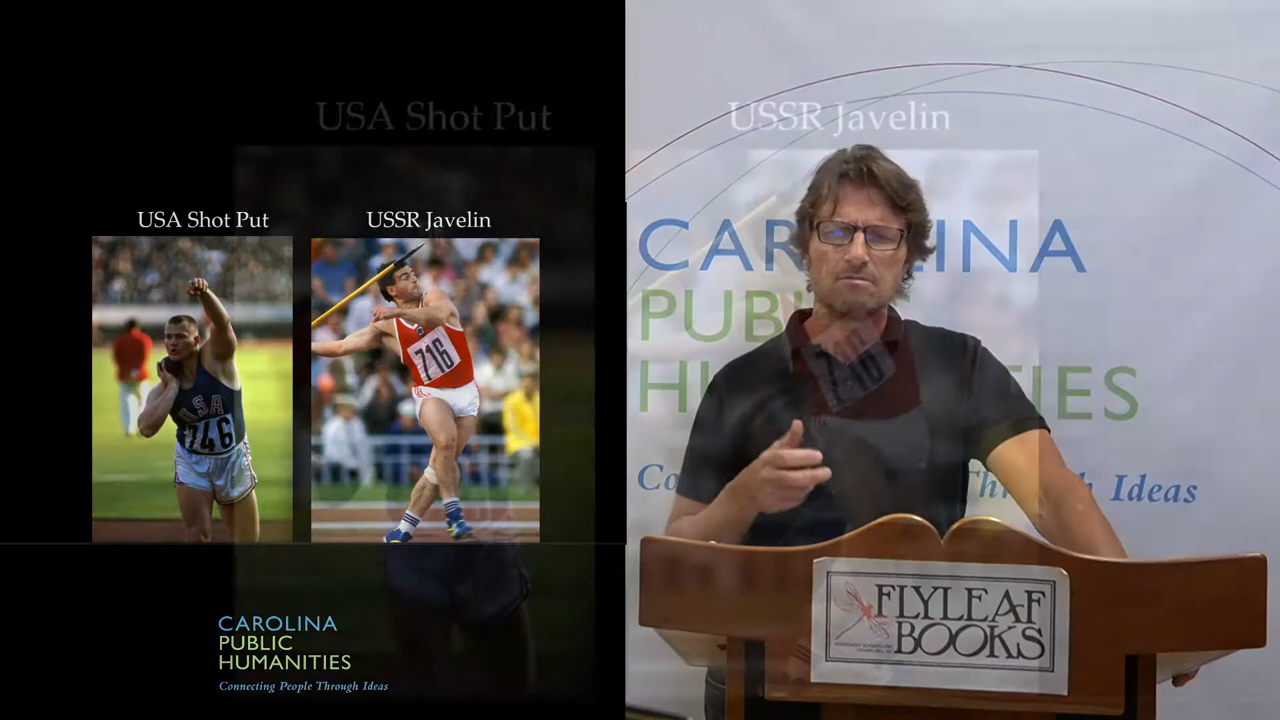 USA Shot Put
USSR Javelin
USA Shot Put
USSR Javelin
USA
746
716
CAROLINA
PUBLIC
HUMANITIES
Connecting People Through Ideas
CAR INA
PUB
H IES
Co Th h Ideas
FLYLEAF
BOOKS